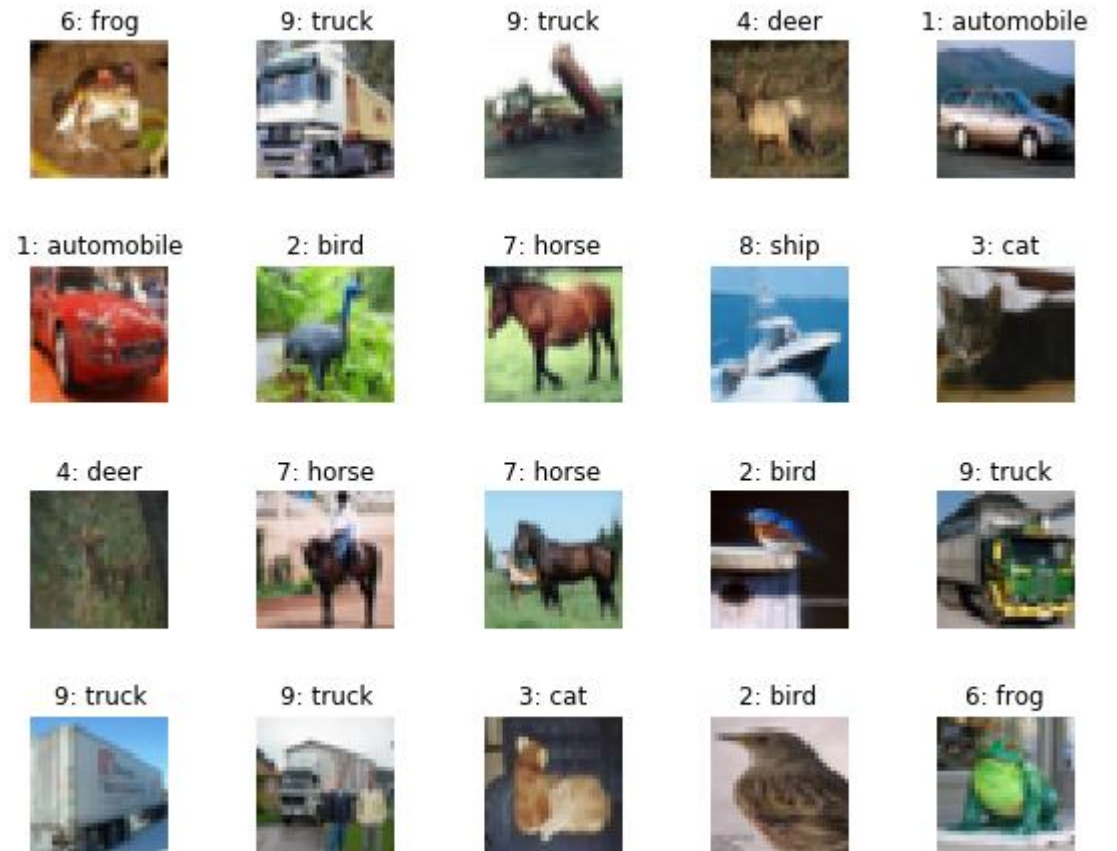 6: frog 9: truck 9: truck 4: deer 1: automobile
1: automobile 2: bird 7: horse 8: ship 3: cat
4: deer 7: horse 7: horse 2: bird 9: truck
9: truck 9: truck 3: cat 2: bird 6: frog